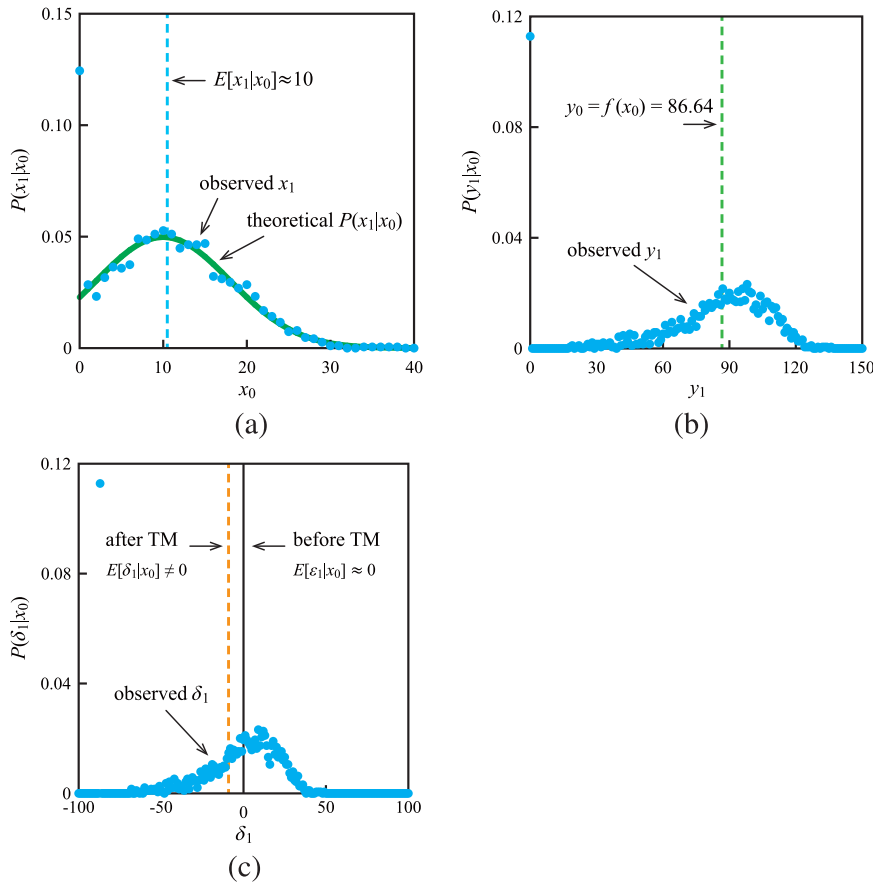 0.15
0.10
0.05
0
P(x₁|x₀)
E[x₁|x₀]≈10
observed x₁
theoretical P(x₁|x₀)
0 10 20 30 40
x₀
(a)
0.12
0.08
0.04
0
P(y₁|x₀)
y₀ = f (x₀) = 86.64
observed y₁
0 30 60 90 120 150
y₁
(b)
0.12
0.08
0.04
0
P(δ₁|x₀)
after TM before TM
E[δ₁|x₀] ≠ 0 E[ε₁|x₀] ≈ 0
observed δ₁
-100 -50 0 50 100
δ₁
(c)